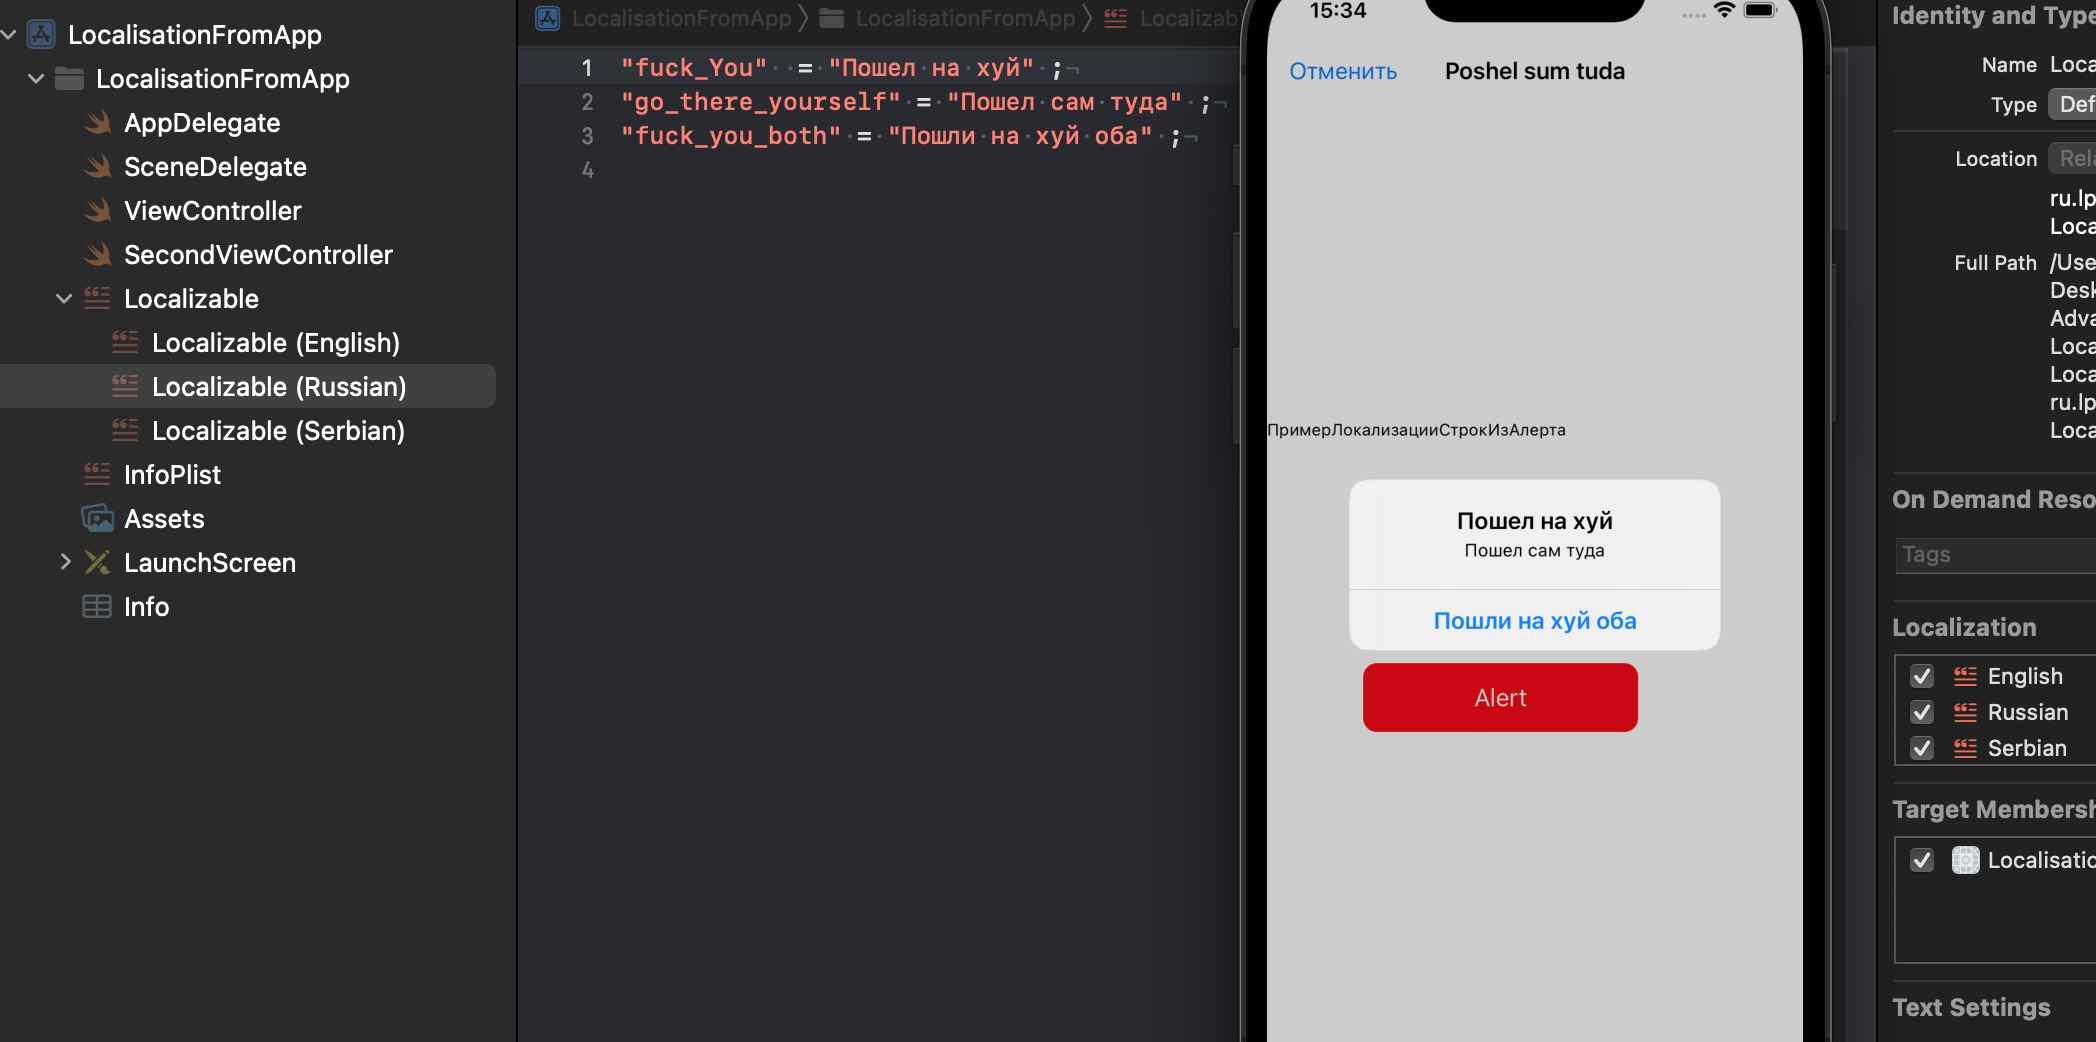 LocalisationFromApp
LocalisationFromApp
AppDelegate
SceneDelegate
ViewController
SecondViewController
Localizable
Localizable (English)
Localizable (Russian)
Localizable (Serbian)
InfoPlist
Assets
LaunchScreen
Info
LocalisationFromApp LocalisationFromApp Localizab
1 "fuck_You" = "Пошел на хуй" ;
2 "go_there_yourself" = "Пошел сам туда" ;
3 "fuck_you_both" = "Пошли на хуй оба" ;
4
15:34
Отменить Poshel sum tuda
ПримерЛокализацииСтрокИзАлерта
Пошел на хуй
Пошел сам туда
Пошли на хуй оба
Alert
Identity and Type
Name Loca
Type Def
Location Rela
ru.lp
Loca
Full Path /Use
Desk
Adva
Loca
Loca
ru.lp
Loca
On Demand Reso
Tags
Localization
English
Russian
Serbian
Target Membersh
Localisatio
Text Settings